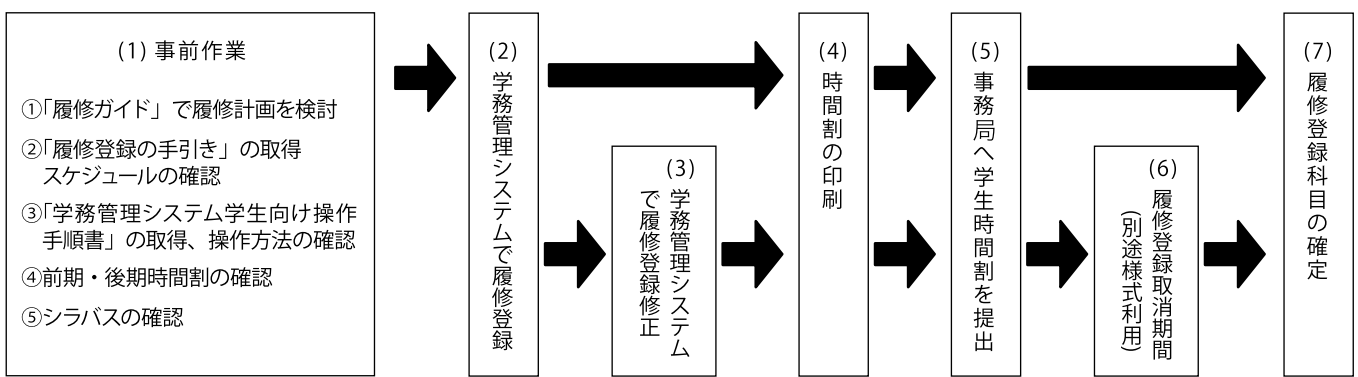 (1) 事前作業
①「履修ガイド」で履修計画を検討
②「履修登録の手引き」の取得
スケジュールの確認
③「学務管理システム学生向け操作
手順書」の取得、操作方法の確認
④前期・後期時間割の確認
⑤シラバスの確認
(2)学務管理システムで履修登録
(3)学務管理システム
で履修登録修正
(4)時間割の印刷
(5)事務局へ学生時間割を提出
(6)履修登録取消期間
(別途様式利用)
(7)履修登録科目の確定